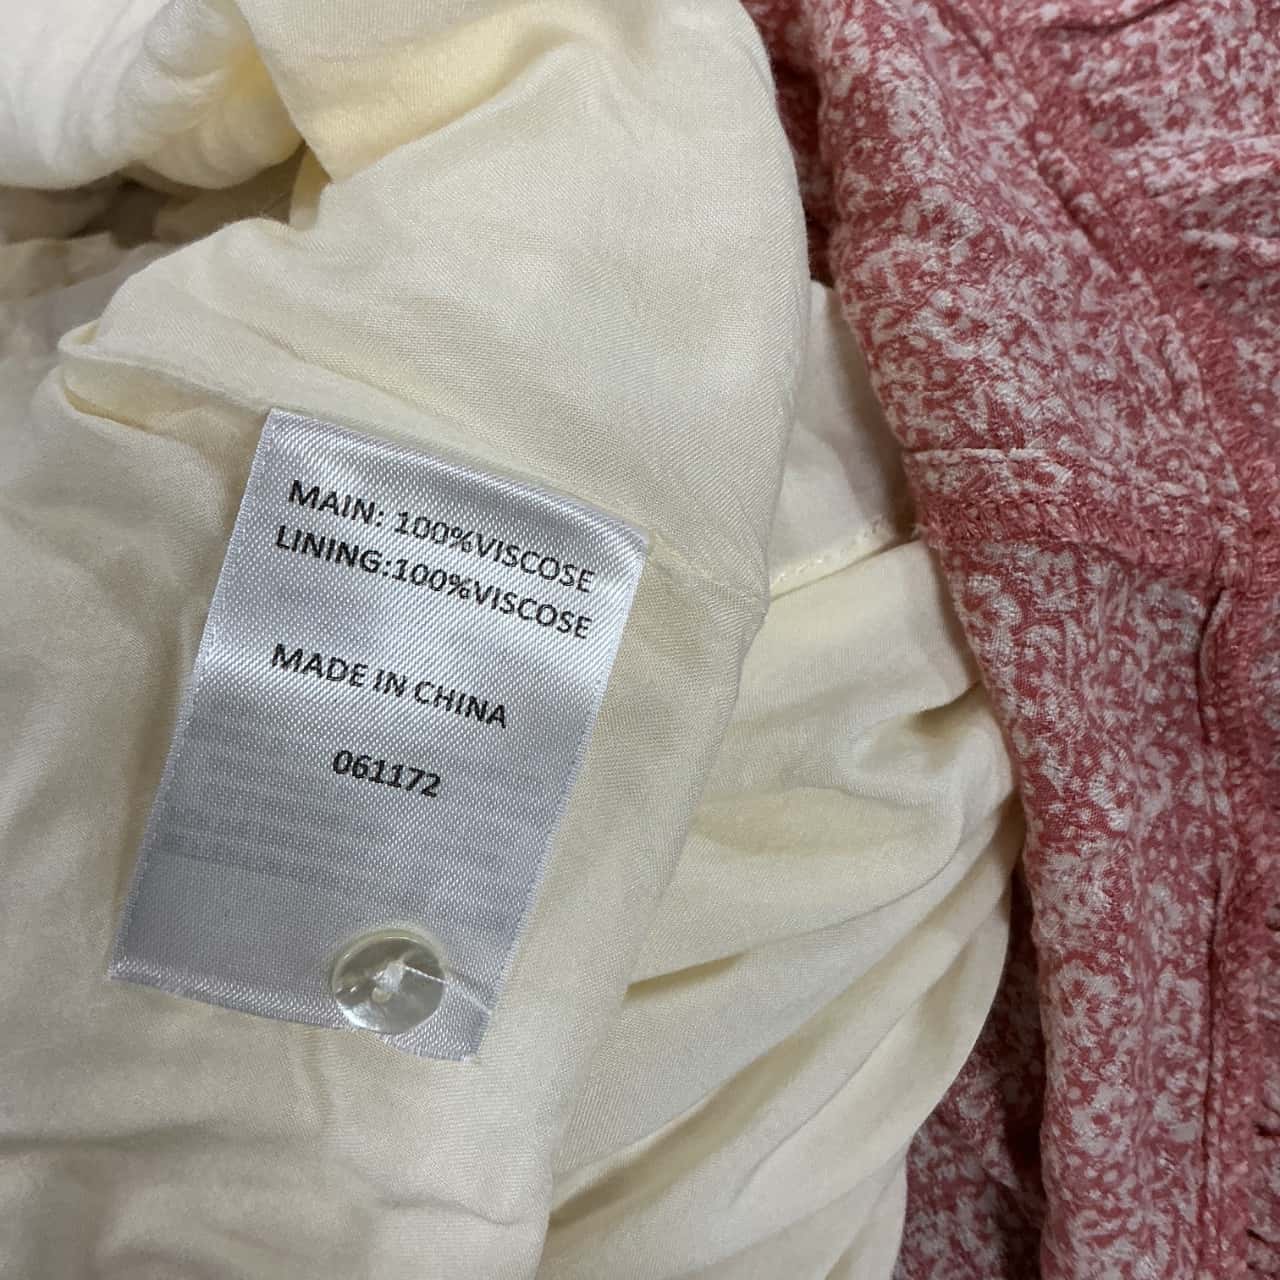 MAIN: 100%VISCOSE
LINING:100%VISCOSE
MADE IN CHINA
061172